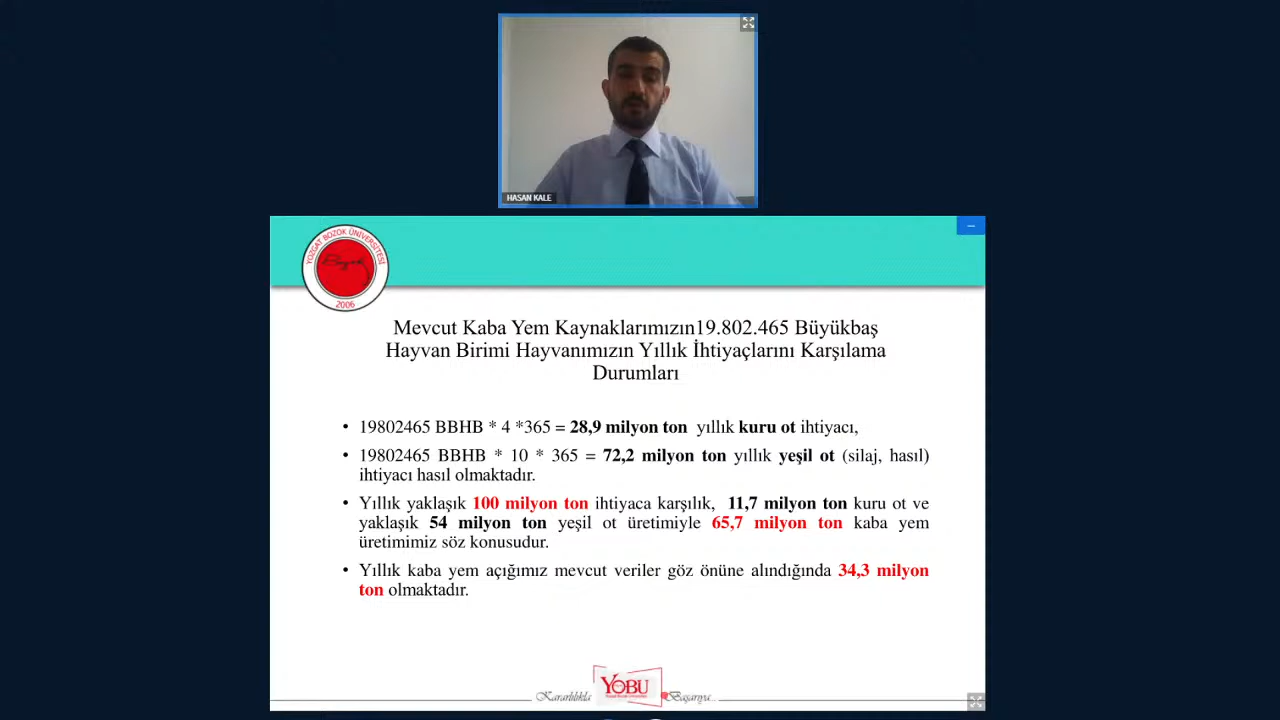 HASAN KALE
YOZGAT BOZOK ÜNİVERSİTESİ
Bozok
2006
Mevcut Kaba Yem Kaynaklarımızın19.802.465 Büyükbaş
Hayvan Birimi Hayvanımızın Yıllık İhtiyaçlarını Karşılama
Durumları
• 19802465 BBHB * 4 *365 = 28,9 milyon ton yıllık kuru ot ihtiyacı,
• 19802465 BBHB * 10 * 365 = 72,2 milyon ton yıllık yeşil ot (silaj, hasıl)
ihtiyacı hasıl olmaktadır.
• Yıllık yaklaşık 100 milyon ton ihtiyaca karşılık, 11,7 milyon ton kuru ot ve
yaklaşık 54 milyon ton yeşil ot üretimiyle 65,7 milyon ton kaba yem
üretimimiz söz konusudur.
• Yıllık kaba yem açığımız mevcut veriler göz önüne alındığında 34,3 milyon
ton olmaktadır.
Kararlılıkla YOBU Başarıya...